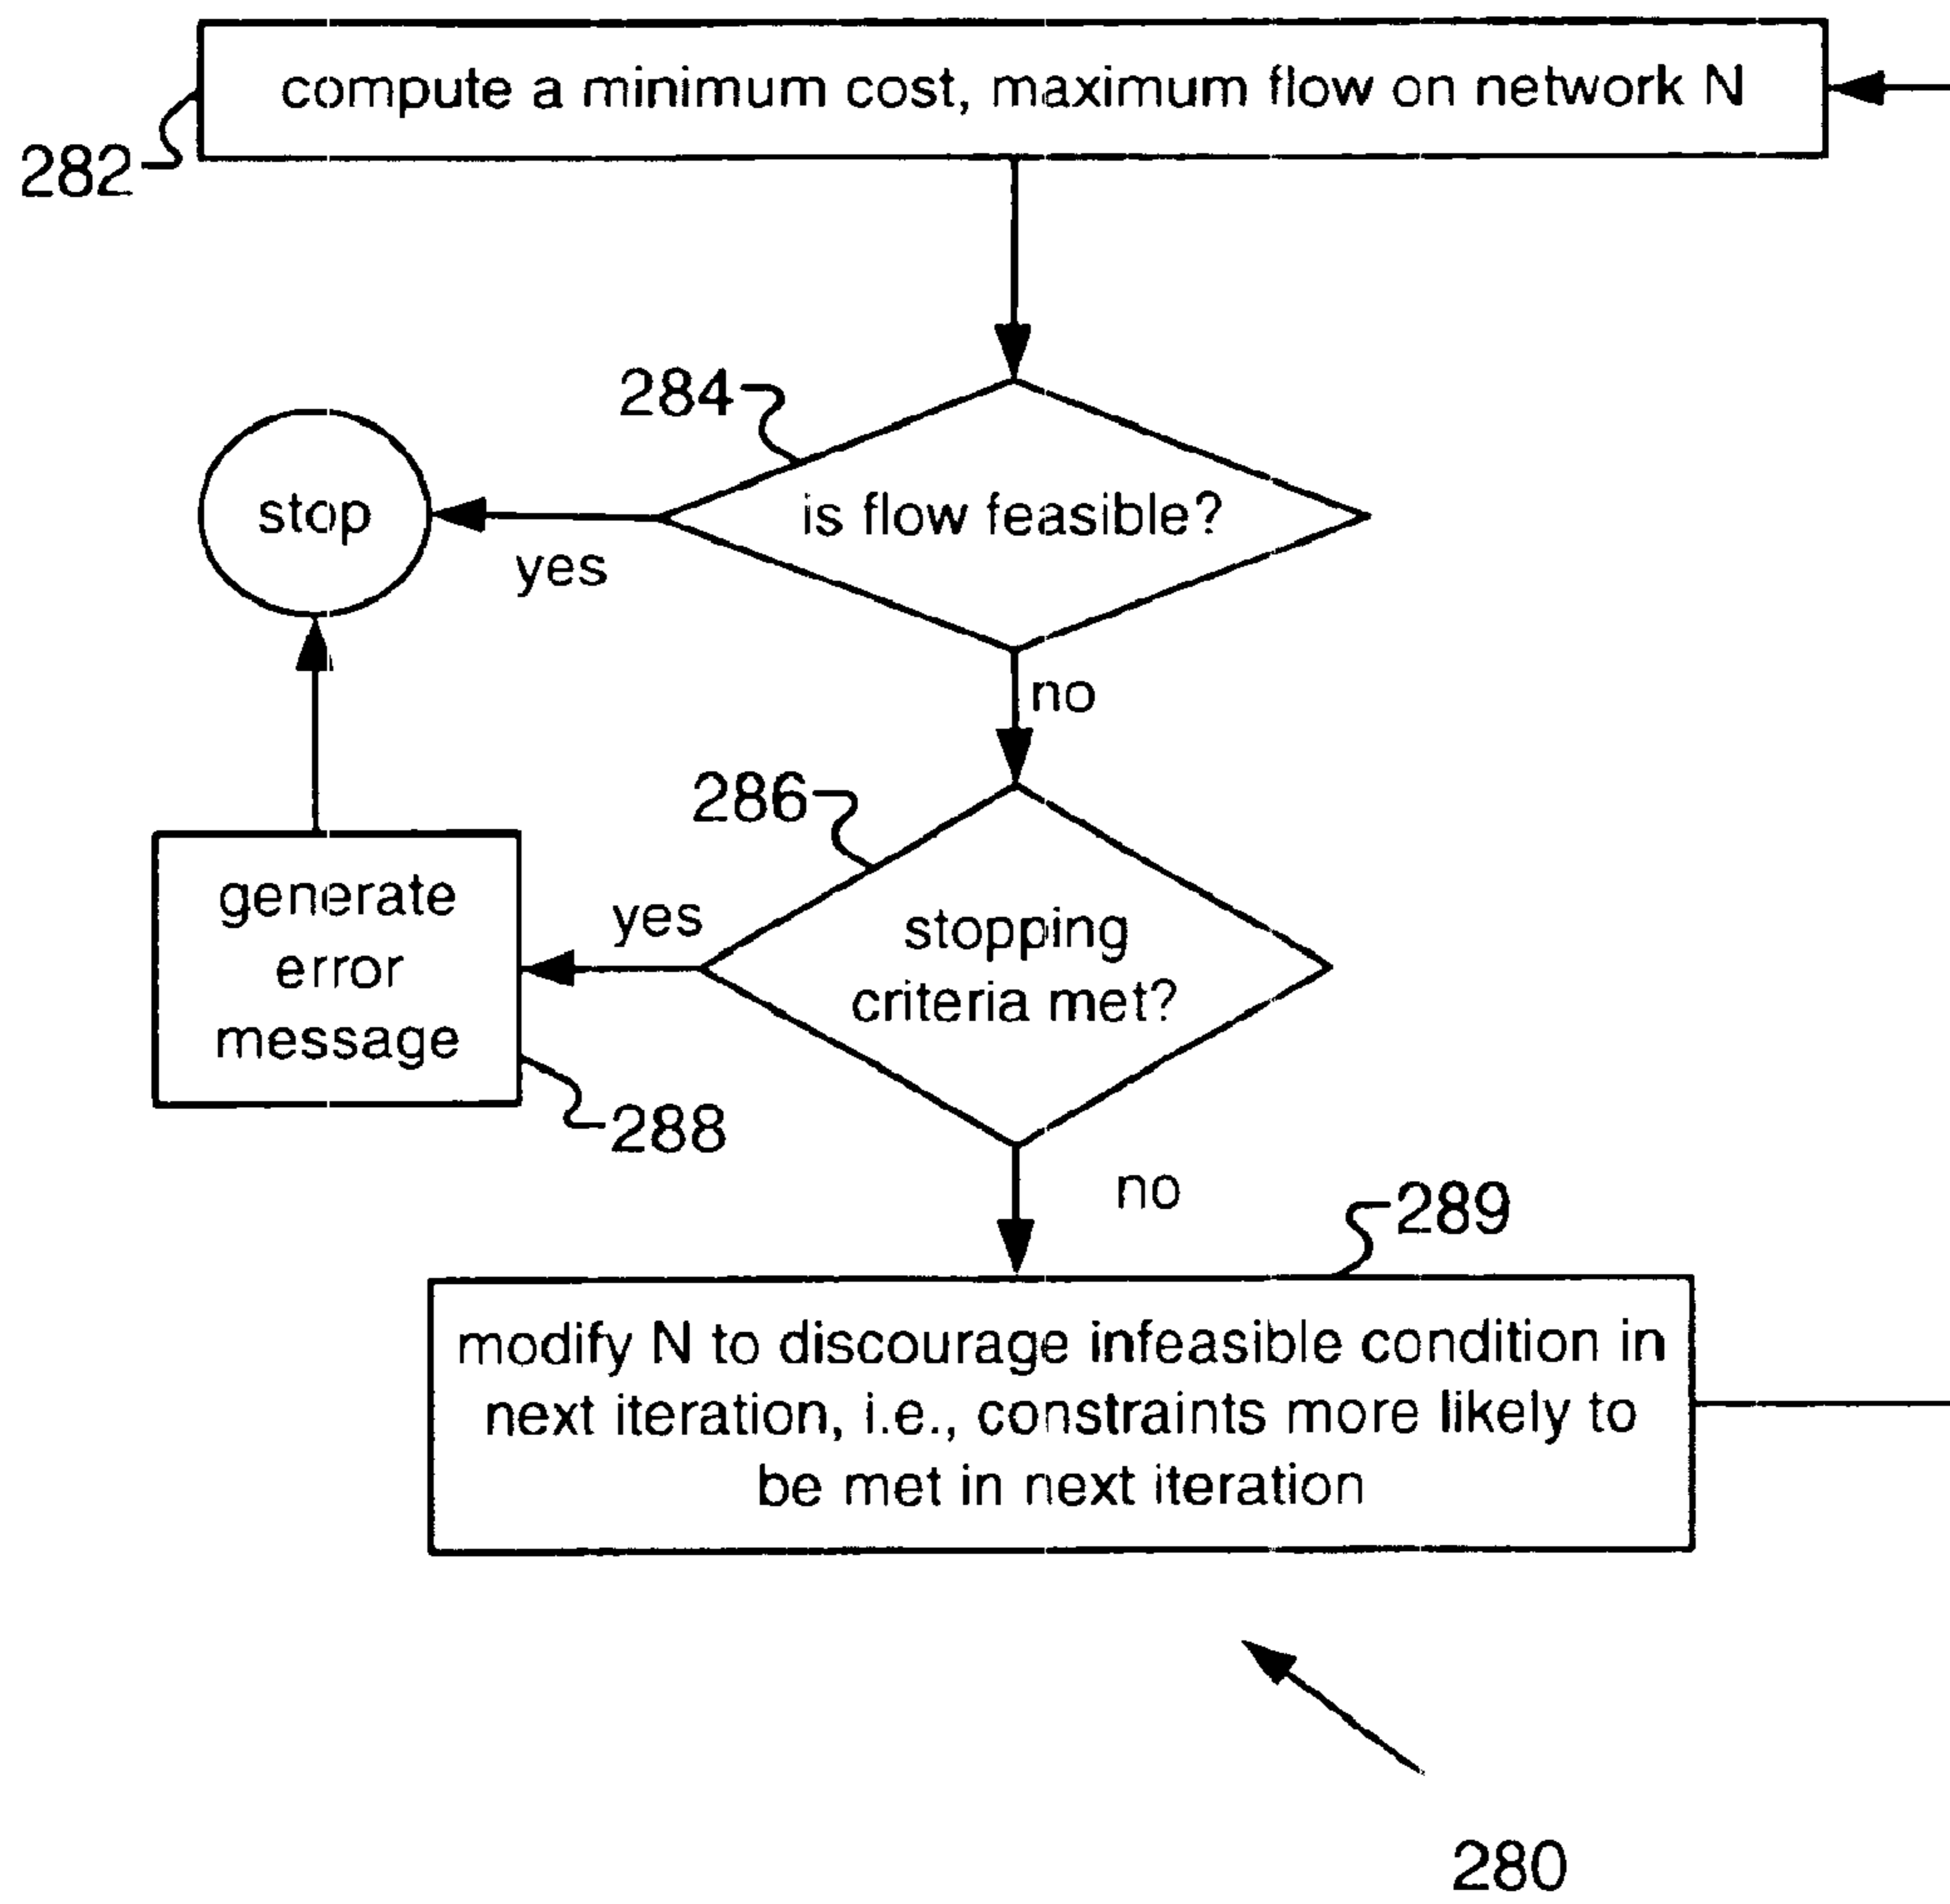 compute a minimum cost, maximum flow on network N
282
284
is flow feasible?
stop
yes
no
286
stopping
criteria met?
yes
generate
error
message
288
no
289
modify N to discourage infeasible condition in
next iteration, i.e., constraints more likely to
be met in next iteration
280